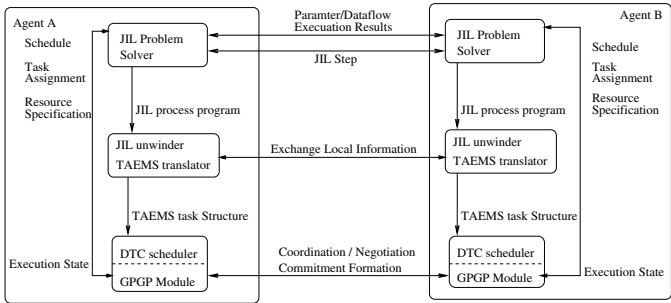 Agent A
Schedule
Task
Assignment
Resource
Specification
JIL Problem
Solver
JIL process program
JIL unwinder
TAEMS translator
TAEMS task Structure
DTC scheduler
GPGP Module
Execution State
Paramter/Dataflow
Execuation Results
JIL Step
Exchange Local Information
Coordination / Negotiation
Commitment Formation
Agent B
JIL Problem
Solver
Schedule
Task
Assignment
Resource
Specification
JIL process program
JIL unwinder
TAEMS translator
TAEMS task Structure
DTC scheduler
GPGP Module
Execution State